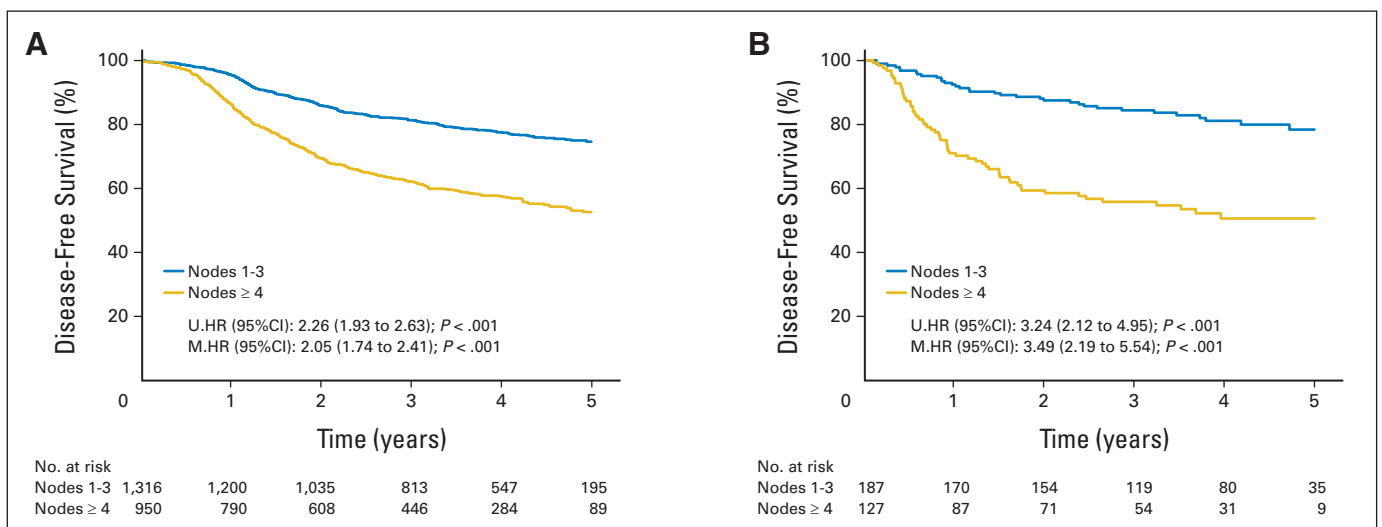 A
Disease-Free Survival (%)
100
80
60
40
20
0
1
2
3
4
5
Nodes 1-3
Nodes ≥ 4
U.HR (95%CI): 2.26 (1.93 to 2.63); P < .001
M.HR (95%CI): 2.05 (1.74 to 2.41); P < .001
Time (years)
No. at risk
Nodes 1-3 1,316 1,200 1,035 813 547 195
Nodes ≥ 4 950 790 608 446 284 89
B
Disease-Free Survival (%)
100
80
60
40
20
0
1
2
3
4
5
Nodes 1-3
Nodes ≥ 4
U.HR (95%CI): 3.24 (2.12 to 4.95); P < .001
M.HR (95%CI): 3.49 (2.19 to 5.54); P < .001
Time (years)
No. at risk
Nodes 1-3 187 170 154 119 80 35
Nodes ≥ 4 127 87 71 54 31 9